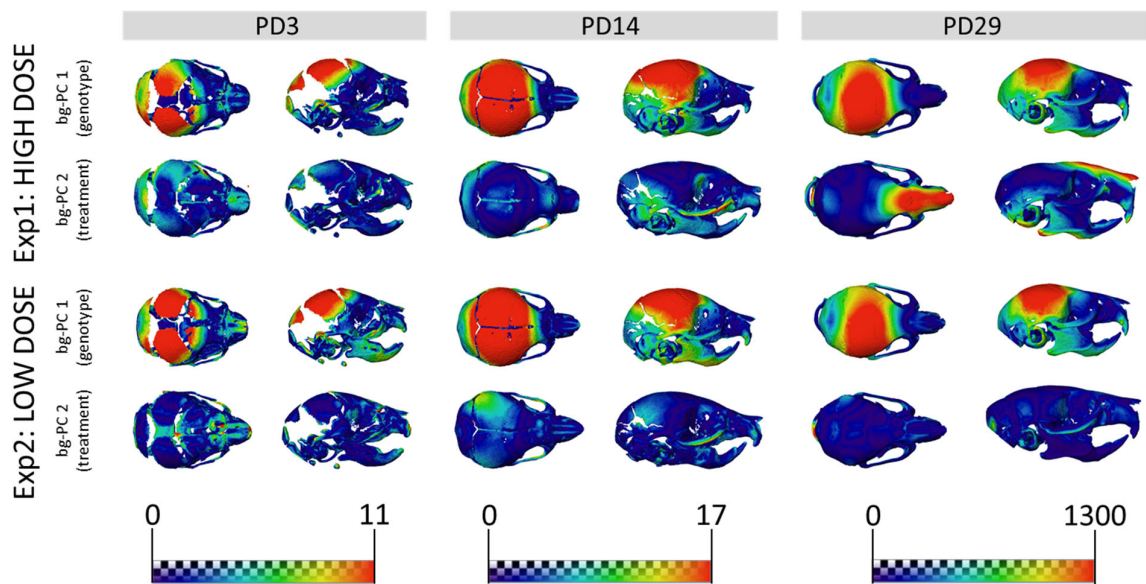 PD3
PD14
PD29
Exp1: HIGH DOSE
bg-PC 1
(genotype)
bg-PC 2
(treatment)
Exp2: LOW DOSE
bg-PC 1
(genotype)
bg-PC 2
(treatment)
0
11
0
17
0
1300